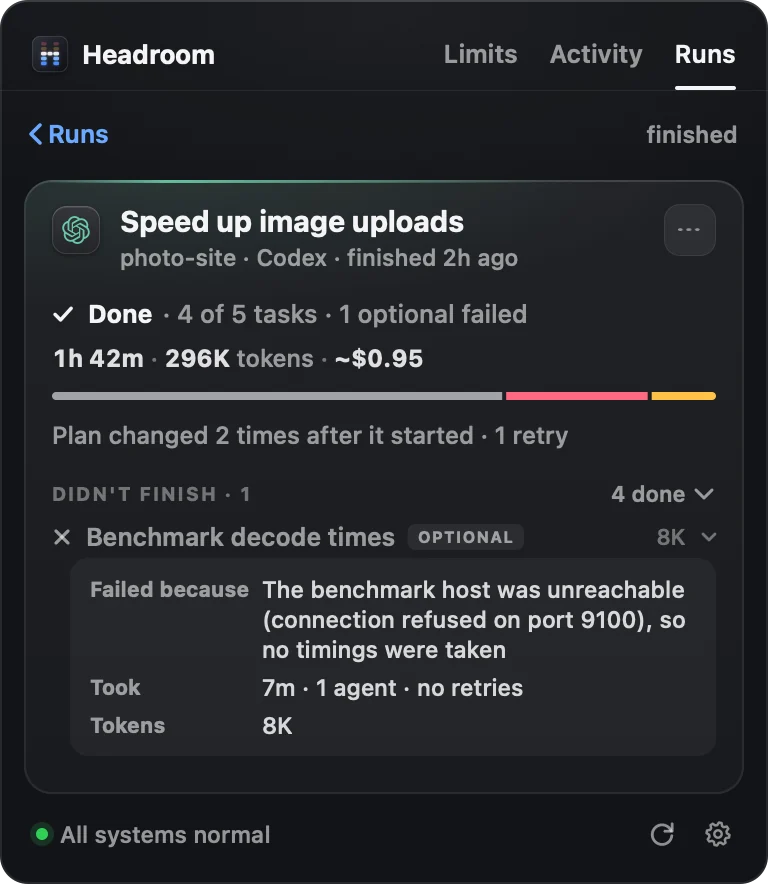 Headroom
Limits
Activity
Runs
Runs
finished
Speed up image uploads
photo-site · Codex · finished 2h ago
Done · 4 of 5 tasks · 1 optional failed
1h 42m · 296K tokens · ~$0.95
Plan changed 2 times after it started · 1 retry
DIDN'T FINISH · 1
4 done
Benchmark decode times
OPTIONAL
8K
Failed because
The benchmark host was unreachable
(connection refused on port 9100), so
no timings were taken
Took
7m · 1 agent · no retries
Tokens
8K
All systems normal